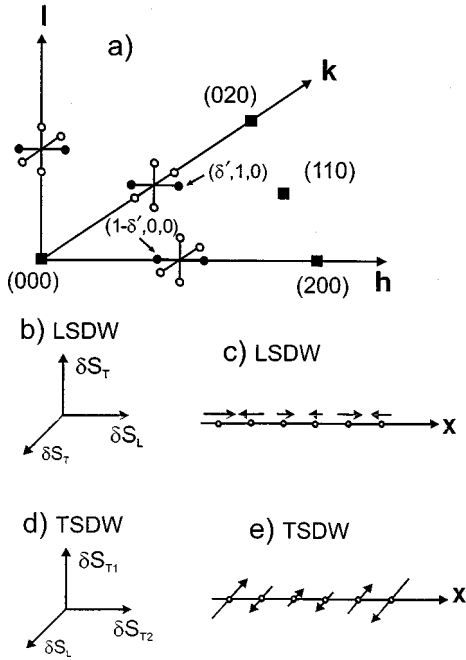 l
a)
k
(020)
(δ′,1,0)
(110)
(1-δ′,0,0)
(000)
(200)
h
b) LSDW
c) LSDW
δS_T
δS_L
δS_T
x
d) TSDW
e) TSDW
δS_T1
δS_T2
δS_L
x